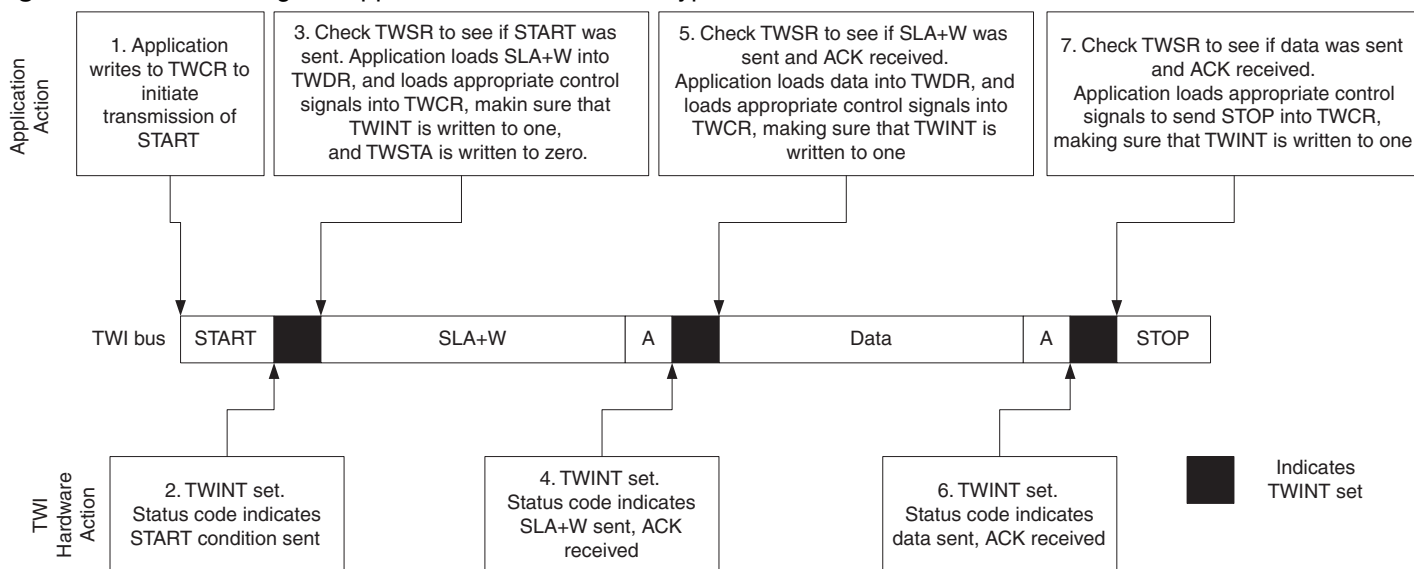 1. Application
writes to TWCR to
initiate
transmission of
START
3. Check TWSR to see if START was
sent. Application loads SLA+W into
TWDR, and loads appropriate control
signals into TWCR, makin sure that
TWINT is written to one,
and TWSTA is written to zero.
5. Check TWSR to see if SLA+W was
sent and ACK received.
Application loads data into TWDR, and
loads appropriate control signals into
TWCR, making sure that TWINT is
written to one
7. Check TWSR to see if data was sent
and ACK received.
Application loads appropriate control
signals to send STOP into TWCR,
making sure that TWINT is written to one
Application
Action
TWI bus
START
SLA+W
A
Data
A
STOP
TWI
Hardware
Action
2. TWINT set.
Status code indicates
START condition sent
4. TWINT set.
Status code indicates
SLA+W sent, ACK
received
6. TWINT set.
Status code indicates
data sent, ACK received
Indicates
TWINT set